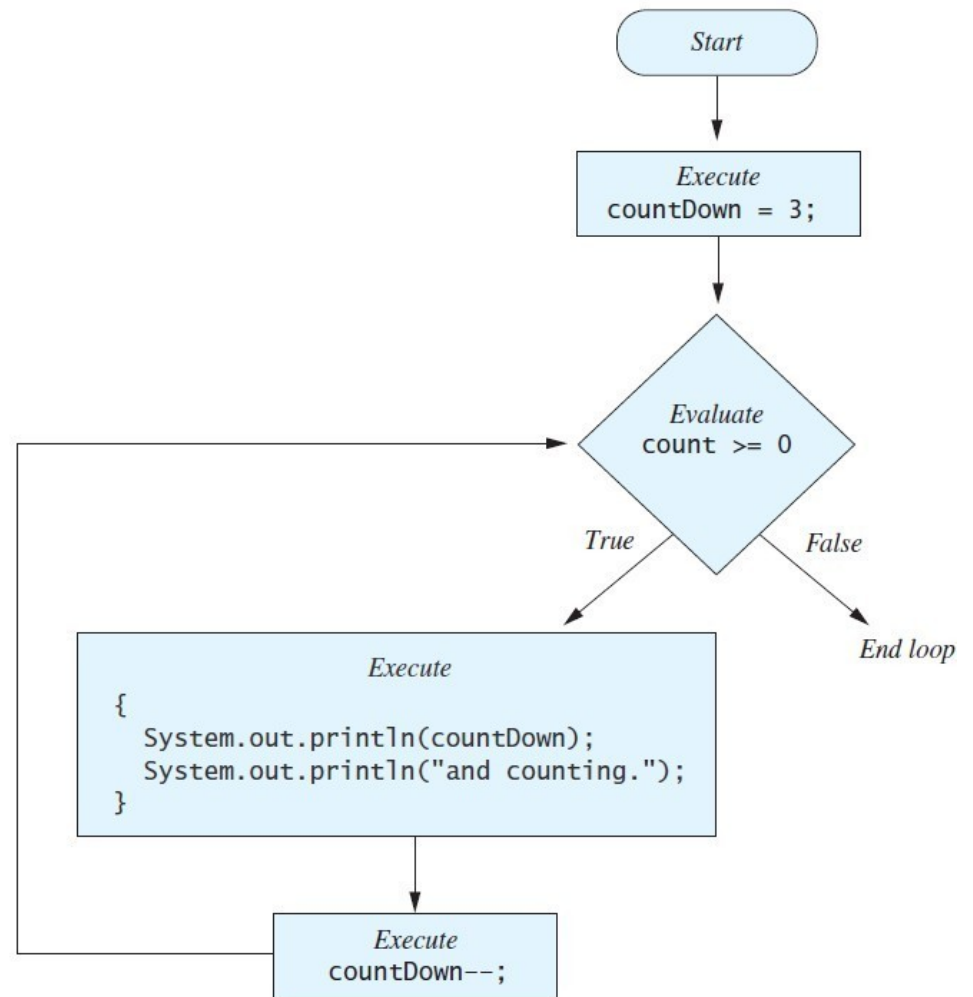 Start
Execute
countDown = 3;
Evaluate
count >= 0
True
False
End loop
Execute
{
System.out.println(countDown);
System.out.println("and counting.");
}
Execute
countDown--;